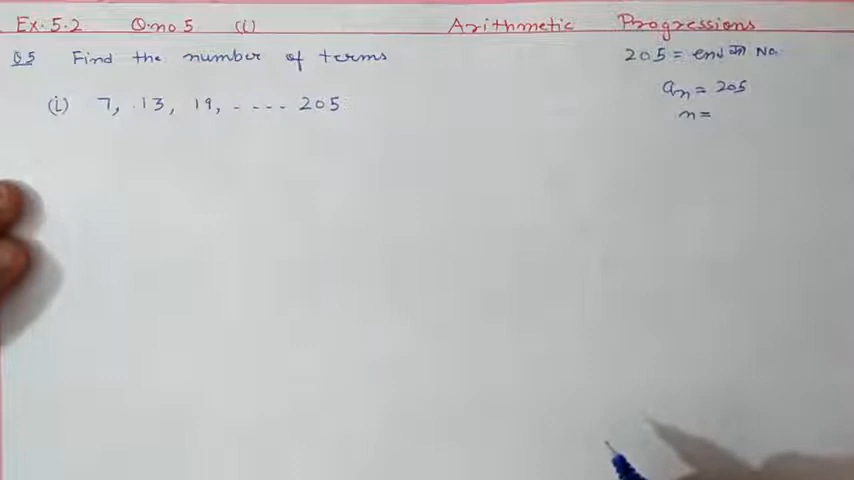 Ex. 5.2 Q.no 5 (i) Arithmetic Progressions
Q5 Find the number of terms
(i) 7, 13, 19, ..... 205
205 = end का No.
an = 205
n =